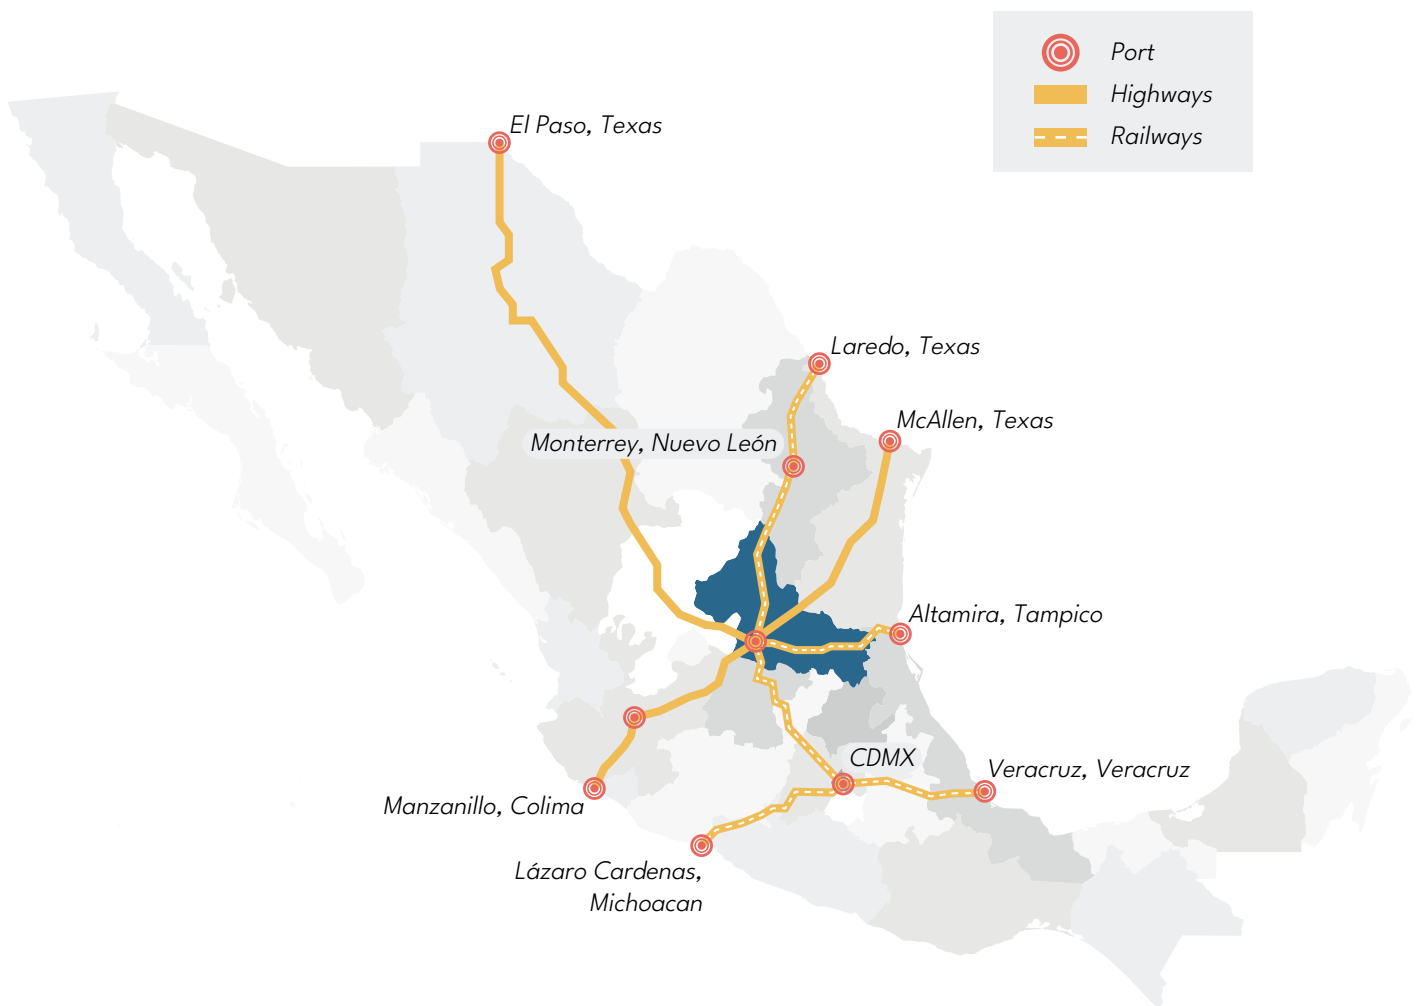 Port
Highways
Railways
El Paso, Texas
Laredo, Texas
McAllen, Texas
Monterrey, Nuevo León
Altamira, Tampico
CDMX
Veracruz, Veracruz
Manzanillo, Colima
Lázaro Cardenas,
Michoacan